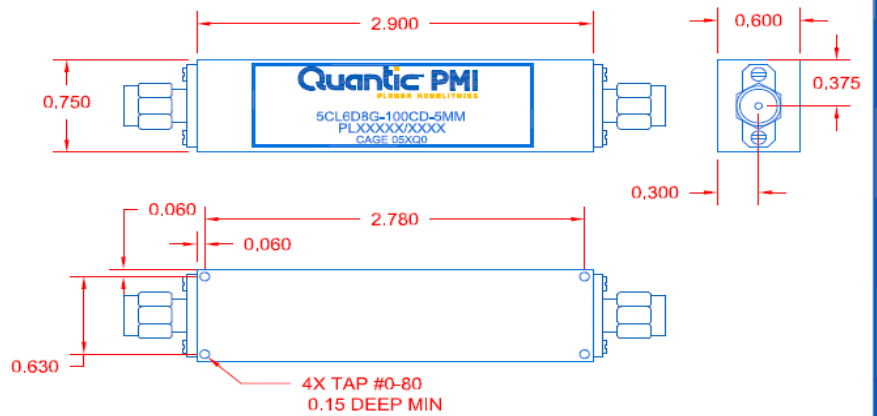 2.900
0,600
0,750
Quantic PMI
PLANAR MONOLITHICS
5CL6D8G-100CD-5MM
PLXXXXX/XXXX
CAGE 05XQ0
0,375
0,300
0.060
2.780
0,060
0.630
4X TAP #0-80
0.15 DEEP MIN